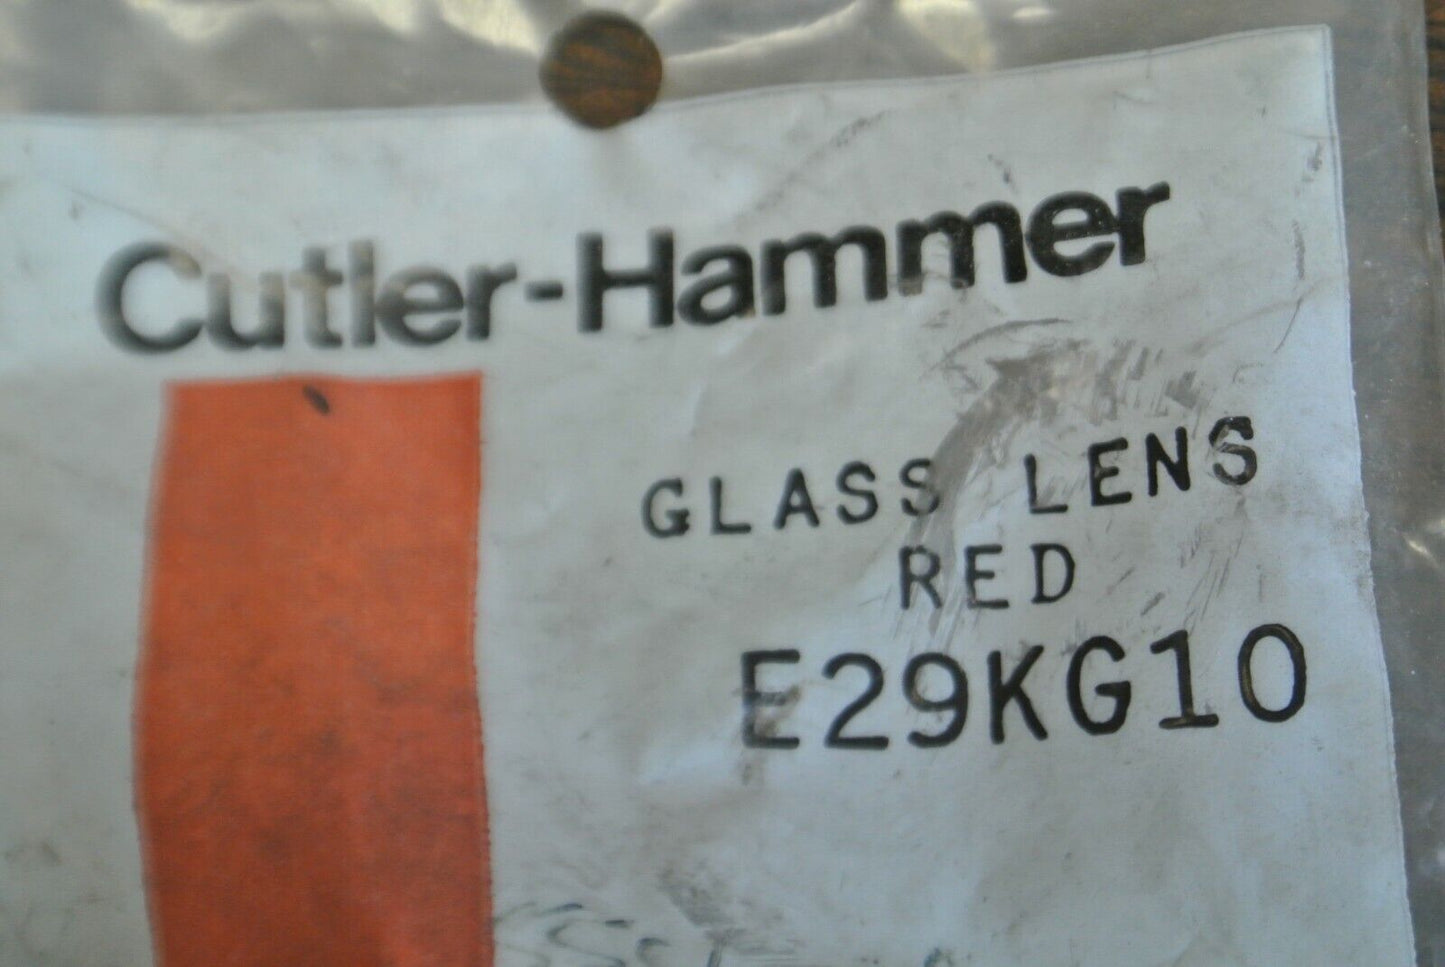 Cutler-Hammer
GLASS LENS
RED
E29KG10